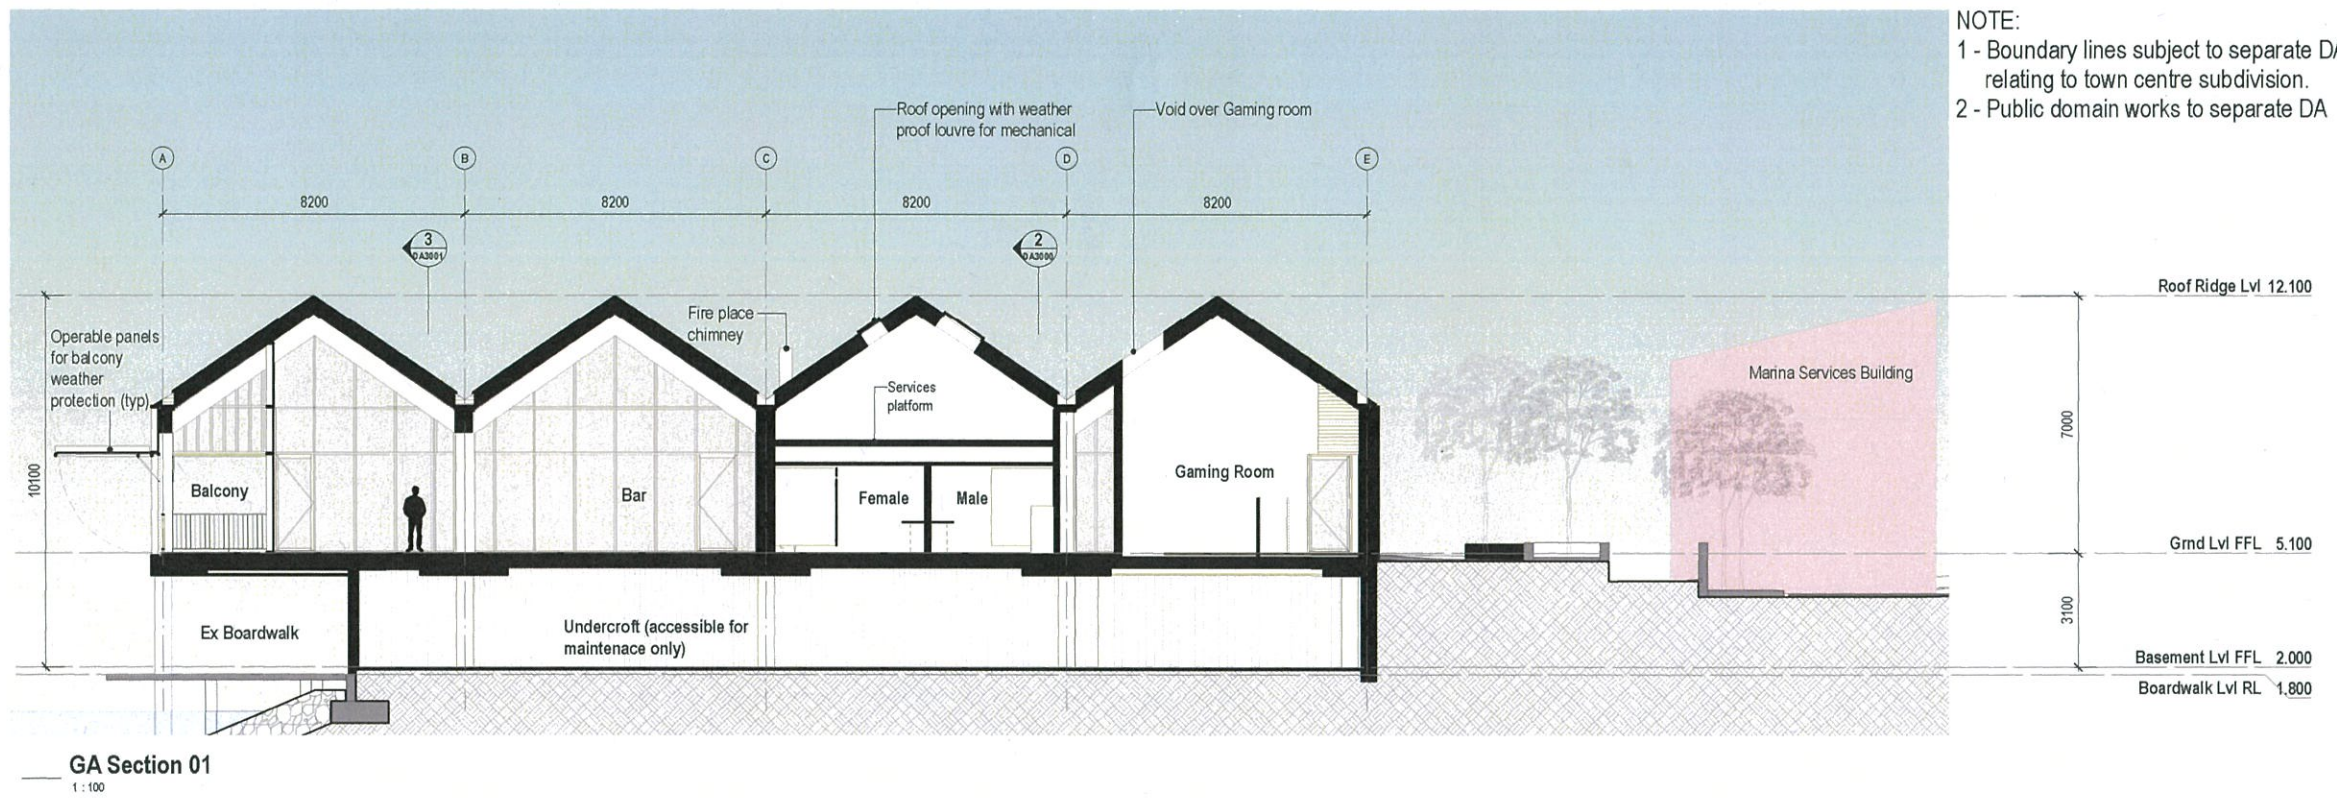 NOTE:
1 - Boundary lines subject to separate DA
relating to town centre subdivision.
2 - Public domain works to separate DA
Roof opening with weather
proof louvre for mechanical
Void over Gaming room
A
B
C
D
E
8200
8200
8200
8200
3
DA3001
2
DA3000
Roof Ridge Lvl 12.100
Fire place
chimney
Operable panels
for balcony
weather
protection (typ)
Services
platform
Marina Services Building
7000
10100
Balcony
Bar
Female
Male
Gaming Room
Grnd Lvl FFL 5.100
3100
Ex Boardwalk
Undercroft (accessible for
maintenace only)
Basement Lvl FFL 2.000
Boardwalk Lvl RL 1.800
GA Section 01
1 : 100